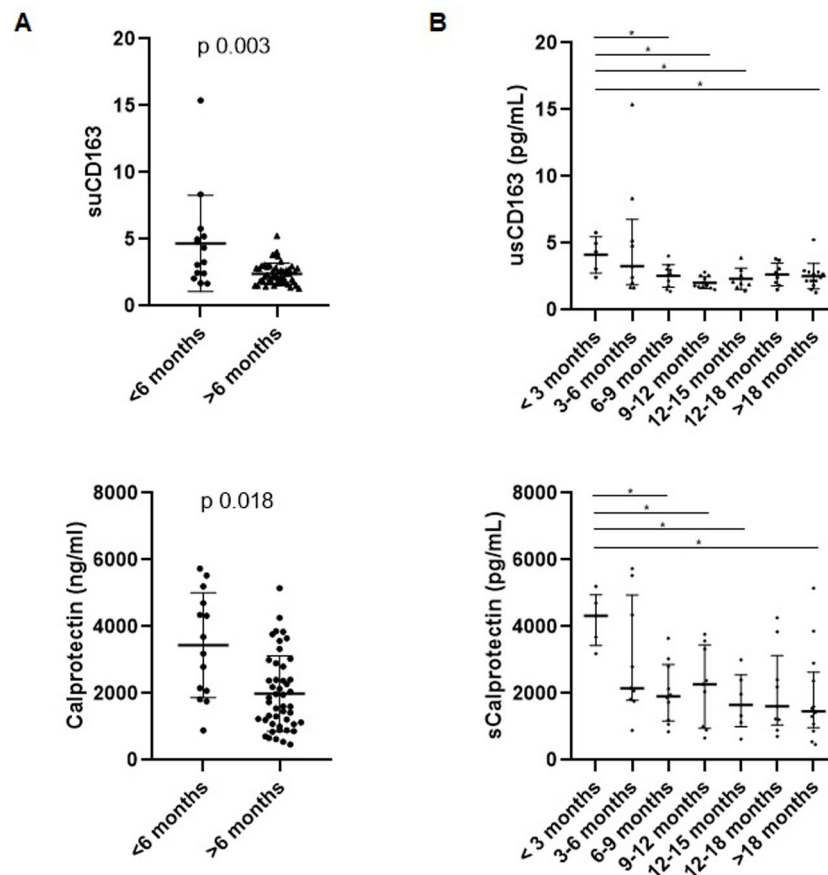 A
B
20
15
10
5
0
suCD163
p 0.003
<6 months
>6 months
20
15
10
5
0
usCD163 (pg/mL)
*
*
*
*
< 3 months
3-6 months
6-9 months
9-12 months
12-15 months
12-18 months
>18 months
8000
6000
4000
2000
0
Calprotectin (ng/ml)
p 0.018
<6 months
>6 months
8000
6000
4000
2000
0
sCalprotectin (pg/mL)
*
*
*
*
< 3 months
3-6 months
6-9 months
9-12 months
12-15 months
12-18 months
>18 months